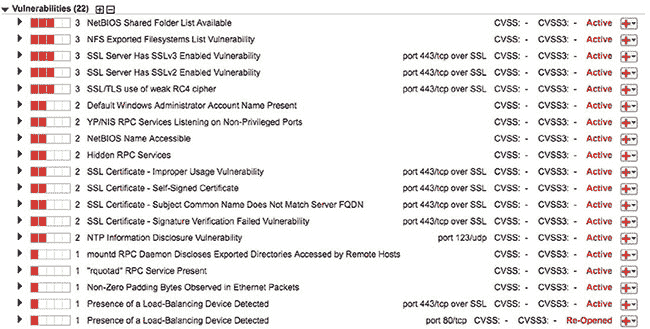 Vulnerabilities (22)
3 NetBIOS Shared Folder List Available CVSS: - CVSS3: - Active
3 NFS Exported Filesystems List Vulnerability CVSS: - CVSS3: - Active
3 SSL Server Has SSLv3 Enabled Vulnerability port 443/tcp over SSL CVSS: - CVSS3: - Active
3 SSL Server Has SSLv2 Enabled Vulnerability port 443/tcp over SSL CVSS: - CVSS3: - Active
3 SSL/TLS use of weak RC4 cipher port 443/tcp over SSL CVSS: - CVSS3: - Active
2 Default Windows Administrator Account Name Present CVSS: - CVSS3: - Active
2 YP/NIS RPC Services Listening on Non-Privileged Ports CVSS: - CVSS3: - Active
2 NetBIOS Name Accessible CVSS: - CVSS3: - Active
2 Hidden RPC Services CVSS: - CVSS3: - Active
2 SSL Certificate - Improper Usage Vulnerability port 443/tcp over SSL CVSS: - CVSS3: - Active
2 SSL Certificate - Self-Signed Certificate port 443/tcp over SSL CVSS: - CVSS3: - Active
2 SSL Certificate - Subject Common Name Does Not Match Server FQDN port 443/tcp over SSL CVSS: - CVSS3: - Active
2 SSL Certificate - Signature Verification Failed Vulnerability port 443/tcp over SSL CVSS: - CVSS3: - Active
2 NTP Information Disclosure Vulnerability port 123/udp CVSS: - CVSS3: - Active
1 mountd RPC Daemon Discloses Exported Directories Accessed by Remote Hosts CVSS: - CVSS3: - Active
1 "rquotad" RPC Service Present CVSS: - CVSS3: - Active
1 Non-Zero Padding Bytes Observed in Ethernet Packets CVSS: - CVSS3: - Active
1 Presence of a Load-Balancing Device Detected port 443/tcp over SSL CVSS: - CVSS3: - Active
1 Presence of a Load-Balancing Device Detected port 80/tcp CVSS: - CVSS3: - Re-Opened